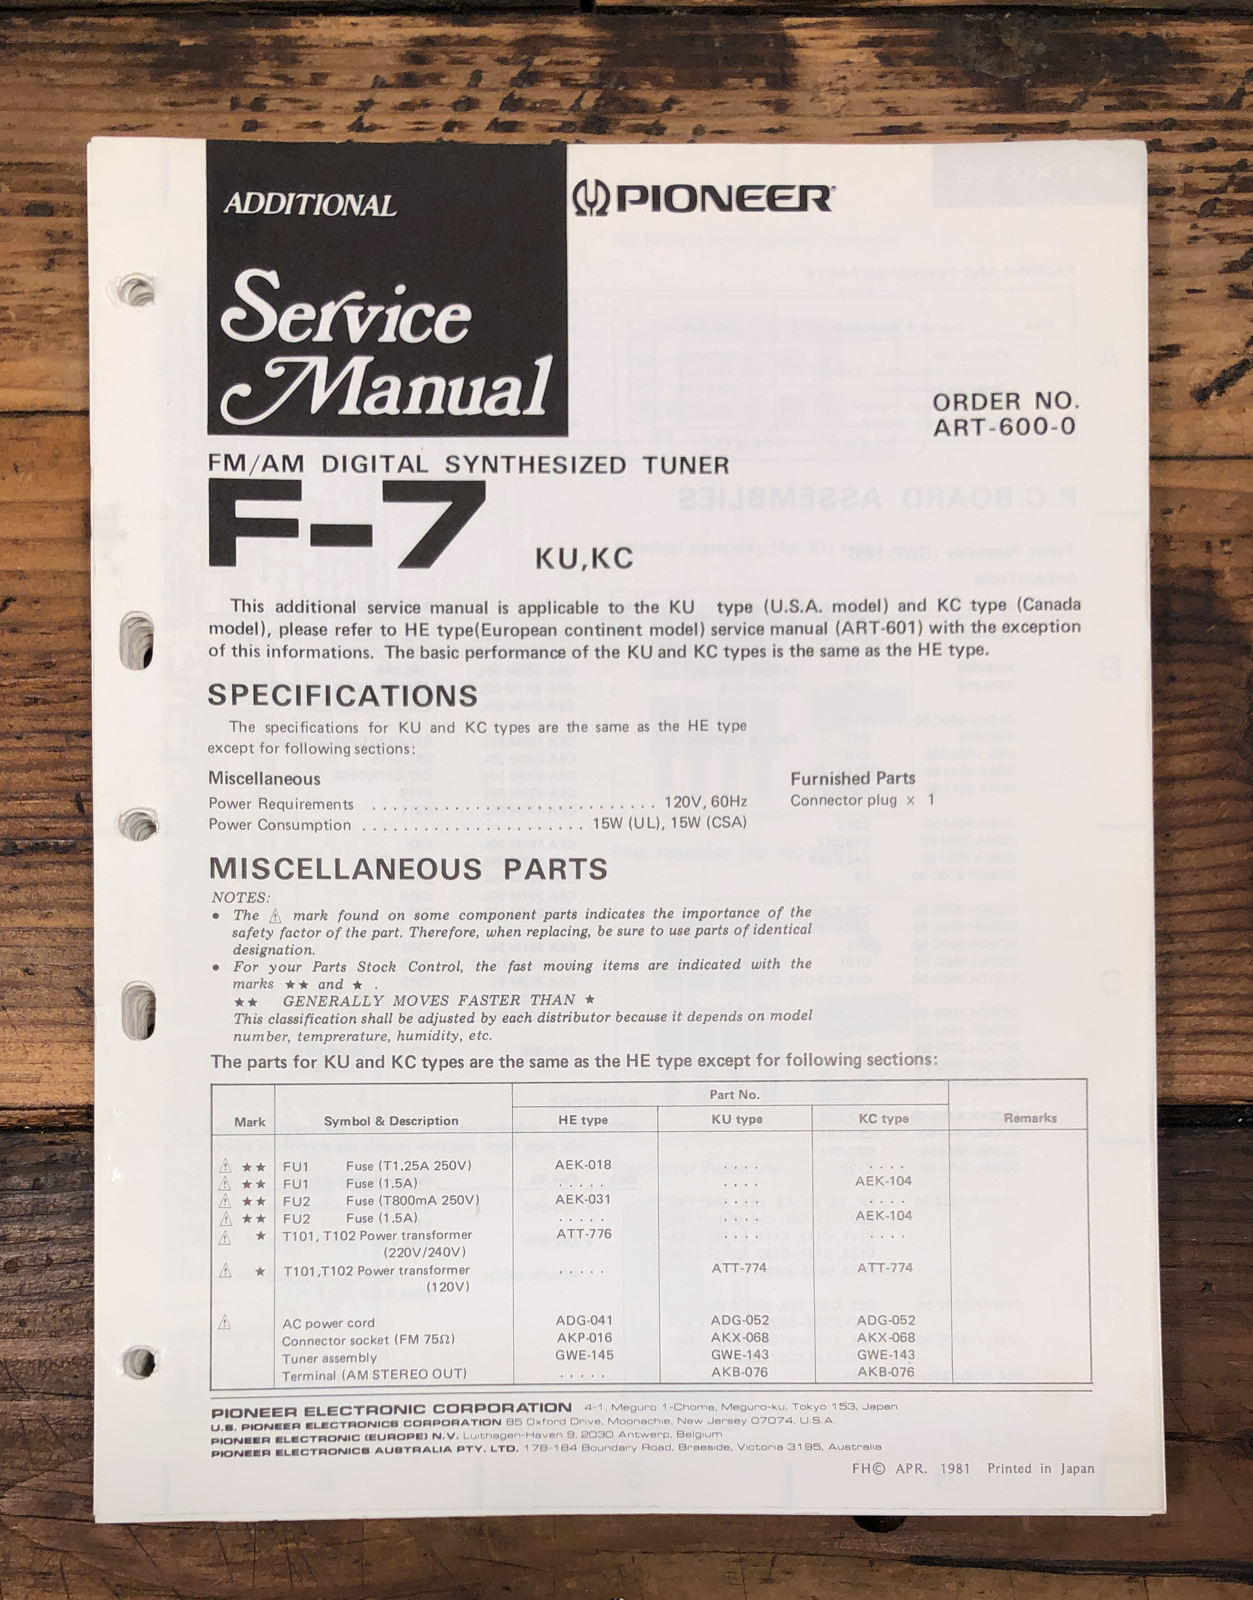 ADDITIONAL
Service
Manual
PIONEER
ORDER NO.
ART-600-0
FM/AM DIGITAL SYNTHESIZED TUNER
F-7 KU,KC
This additional service manual is applicable to the KU type (U.S.A. model) and KC type (Canada
model), please refer to HE type(European continent model) service manual (ART-601) with the exception
of this informations. The basic performance of the KU and KC types is the same as the HE type.
SPECIFICATIONS
The specifications for KU and KC types are the same as the HE type
except for following sections:
Miscellaneous
Power Requirements . . . . . . . . . . . . . . . . . . . . . . . . . . . 120V, 60Hz
Power Consumption . . . . . . . . . . . . . . . . . . . . . 15W (UL), 15W (CSA)
Furnished Parts
Connector plug × 1
MISCELLANEOUS PARTS
NOTES:
• The ⚠ mark found on some component parts indicates the importance of the
safety factor of the part. Therefore, when replacing, be sure to use parts of identical
designation.
• For your Parts Stock Control, the fast moving items are indicated with the
marks ★★ and ★ .
★★ GENERALLY MOVES FASTER THAN ★
This classification shall be adjusted by each distributor because it depends on model
number, temprerature, humidity, etc.
The parts for KU and KC types are the same as the HE type except for following sections:
Part No.
Mark Symbol & Description HE type KU type KC type Remarks
⚠ ★★ FU1 Fuse (T1.25A 250V) AEK-018 . . . . . . . .
⚠ ★★ FU1 Fuse (1.5A) . . . . . . . . . AEK-104
⚠ ★★ FU2 Fuse (T800mA 250V) AEK-031 . . . . . . . .
⚠ ★★ FU2 Fuse (1.5A) . . . . . . . . . AEK-104
⚠ ★ T101, T102 Power transformer ATT-776 . . . . . . . .
(220V/240V)
⚠ ★ T101,T102 Power transformer . . . . . ATT-774 ATT-774
(120V)
⚠ AC power cord ADG-041 ADG-052 ADG-052
Connector socket (FM 75Ω) AKP-016 AKX-068 AKX-068
Tuner assembly GWE-145 GWE-143 GWE-143
Terminal (AM STEREO OUT) . . . . . AKB-076 AKB-076
PIONEER ELECTRONIC CORPORATION 4-1, Meguro 1-Chome, Meguro-ku, Tokyo 153, Japan
U.S. PIONEER ELECTRONICS CORPORATION 85 Oxford Drive, Moonachie, New Jersey 07074, U.S.A.
PIONEER ELECTRONIC (EUROPE) N.V. Luithagen-Haven 9, 2030 Antwerp, Belgium
PIONEER ELECTRONICS AUSTRALIA PTY. LTD. 178-184 Boundary Road, Braeside, Victoria 3195, Australia
FH© APR. 1981 Printed in Japan